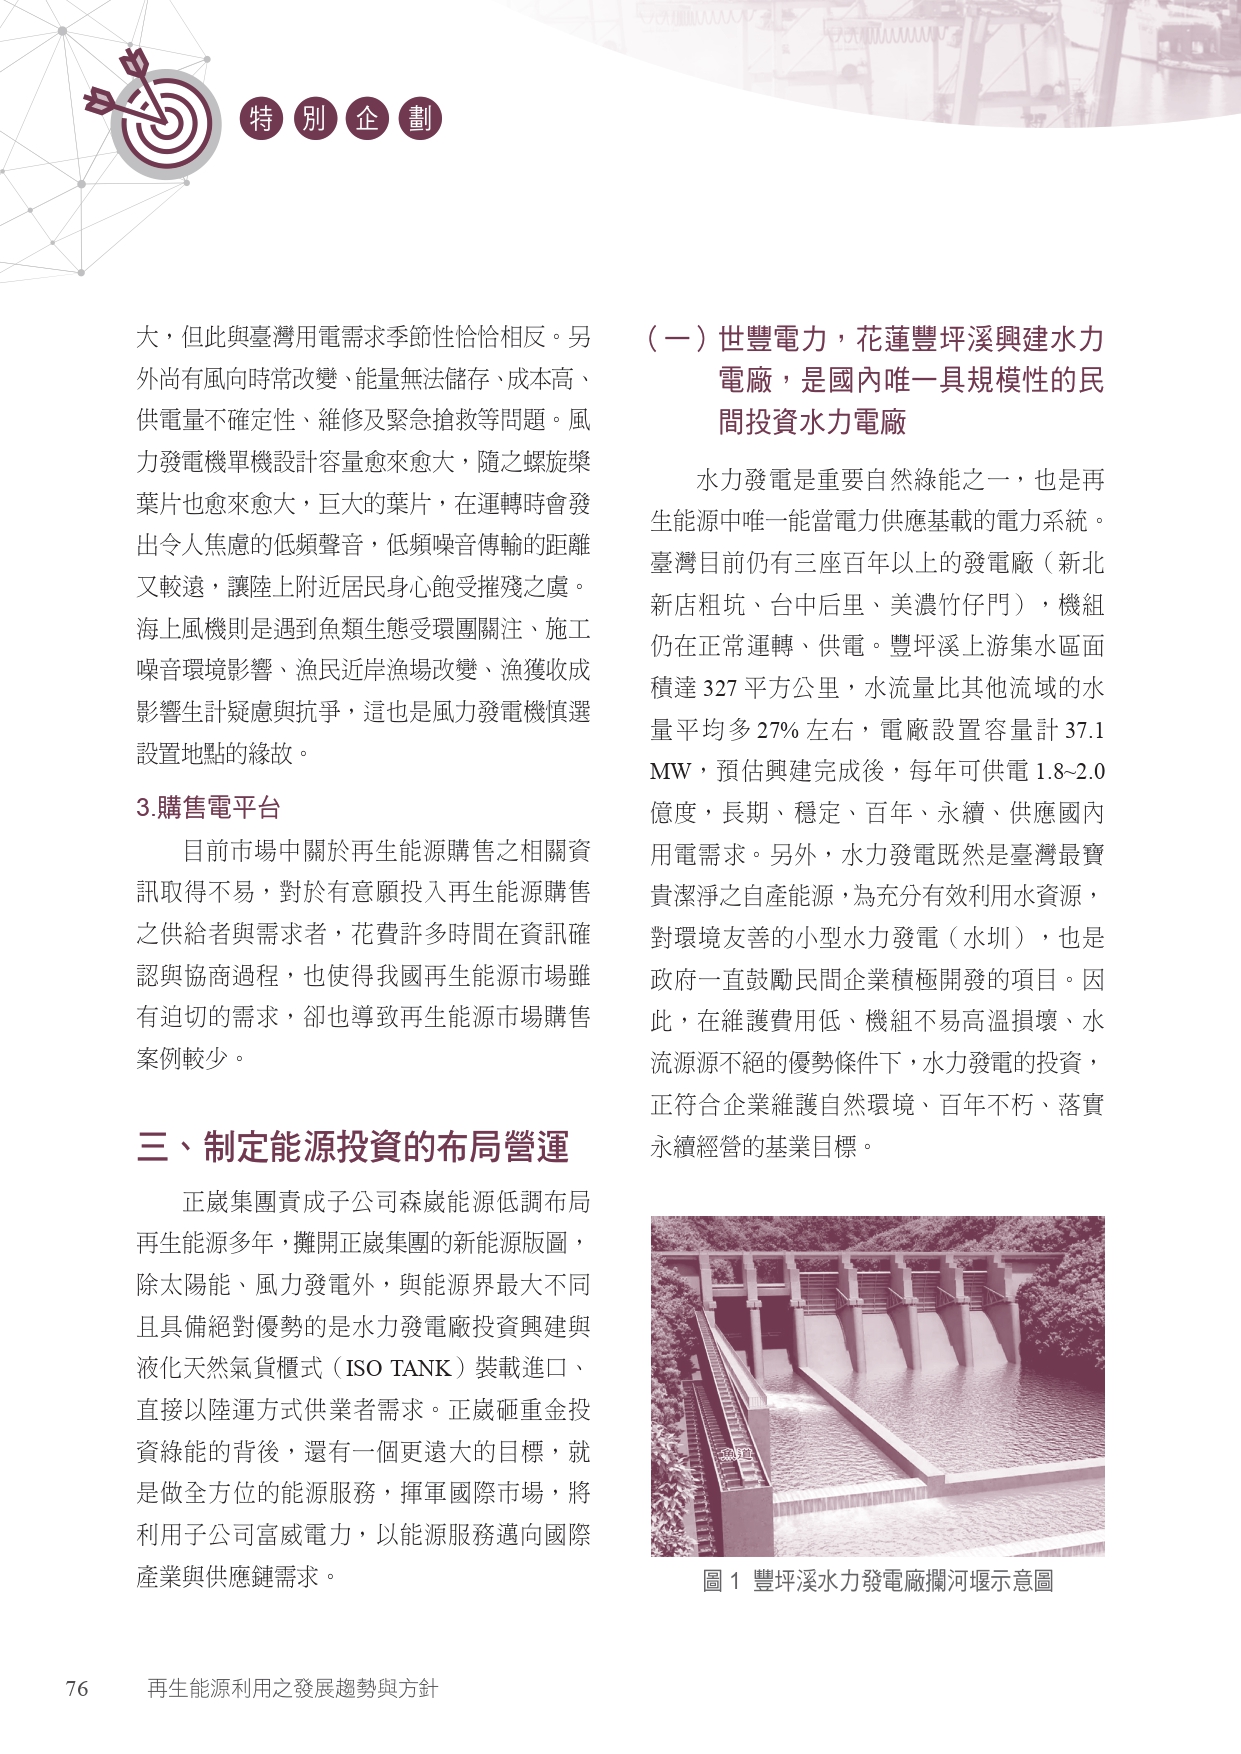 特別企劃
大，但此與臺灣用電需求季節性恰恰相反。另
外尚有風向時常改變、能量無法儲存、成本高、
供電量不確定性、維修及緊急搶救等問題。風
力發電機單機設計容量愈來愈大，隨之螺旋槳
葉片也愈來愈大，巨大的葉片，在運轉時會發
出令人焦慮的低頻聲音，低頻噪音傳輸的距離
又較遠，讓陸上附近居民身心飽受摧殘之虞。
海上風機則是遇到魚類生態受環團關注、施工
噪音環境影響、漁民近岸漁場改變、漁獲收成
影響生計疑慮與抗爭，這也是風力發電機慎選
設置地點的緣故。
3.購售電平台
目前市場中關於再生能源購售之相關資
訊取得不易，對於有意願投入再生能源購售
之供給者與需求者，花費許多時間在資訊確
認與協商過程，也使得我國再生能源市場雖
有迫切的需求，卻也導致再生能源市場購售
案例較少。
三、制定能源投資的布局營運
正崴集團責成子公司森崴能源低調布局
再生能源多年，攤開正崴集團的新能源版圖，
除太陽能、風力發電外，與能源界最大不同
且具備絕對優勢的是水力發電廠投資興建與
液化天然氣貨櫃式（ISO TANK）裝載進口、
直接以陸運方式供業者需求。正崴砸重金投
資綠能的背後，還有一個更遠大的目標，就
是做全方位的能源服務，揮軍國際市場，將
利用子公司富威電力，以能源服務邁向國際
產業與供應鏈需求。
（一）世豐電力，花蓮豐坪溪興建水力
電廠，是國內唯一具規模性的民
間投資水力電廠
水力發電是重要自然綠能之一，也是再
生能源中唯一能當電力供應基載的電力系統。
臺灣目前仍有三座百年以上的發電廠（新北
新店粗坑、台中后里、美濃竹仔門），機組
仍在正常運轉、供電。豐坪溪上游集水區面
積達 327 平方公里，水流量比其他流域的水
量平均多 27% 左右，電廠設置容量計 37.1
MW，預估興建完成後，每年可供電 1.8~2.0
億度，長期、穩定、百年、永續、供應國內
用電需求。另外，水力發電既然是臺灣最寶
貴潔淨之自產能源，為充分有效利用水資源，
對環境友善的小型水力發電（水圳），也是
政府一直鼓勵民間企業積極開發的項目。因
此，在維護費用低、機組不易高溫損壞、水
流源源不絕的優勢條件下，水力發電的投資，
正符合企業維護自然環境、百年不朽、落實
永續經營的基業目標。
魚道
圖 1 豐坪溪水力發電廠攔河堰示意圖
76 再生能源利用之發展趨勢與方針